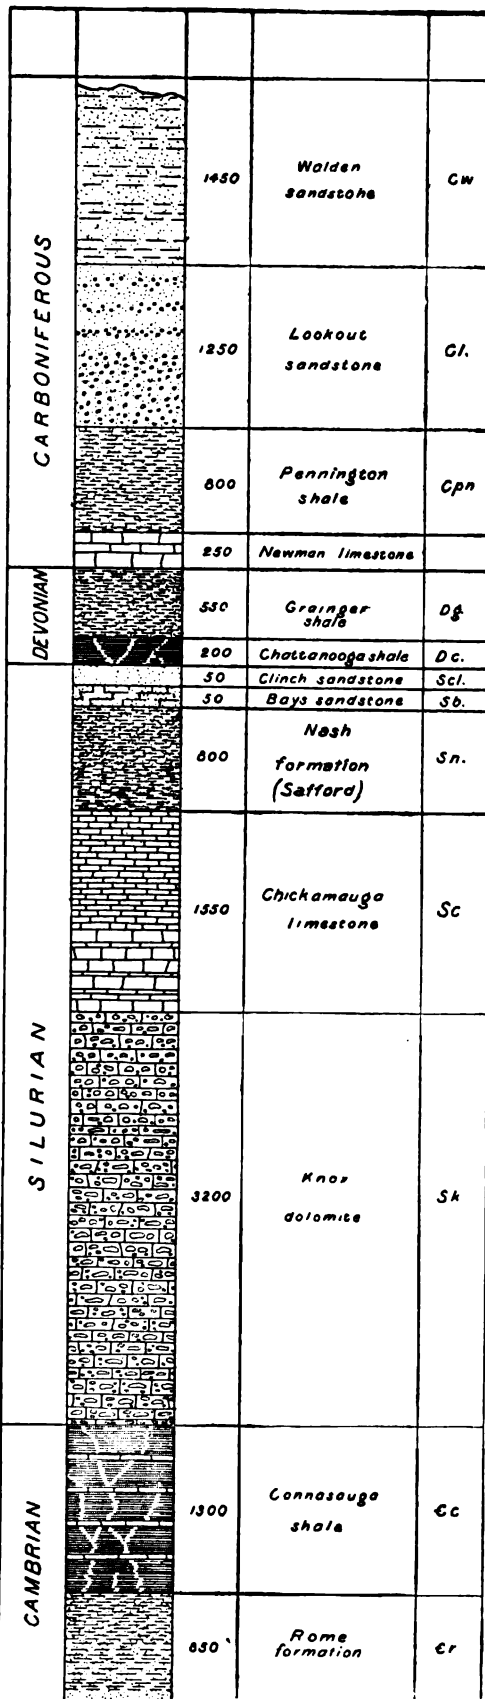 CARBONIFEROUS
1450
Walden
sandstone
Cw
1250
Lookout
sandstone
Cl.
800
Pennington
shale
Cpn
250
Newman limestone
DEVONIAN
550
Grainger
shale
Dg
200
Chattanooga shale
Dc.
SILURIAN
50
Clinch sandstone
Scl.
50
Bays sandstone
Sb.
800
Nash
formation
(Safford)
Sn.
1550
Chickamauga
limestone
Sc
3200
Knox
dolomite
Sk
CAMBRIAN
1300
Connasauga
shale
Єc
850
Rome
formation
Єr